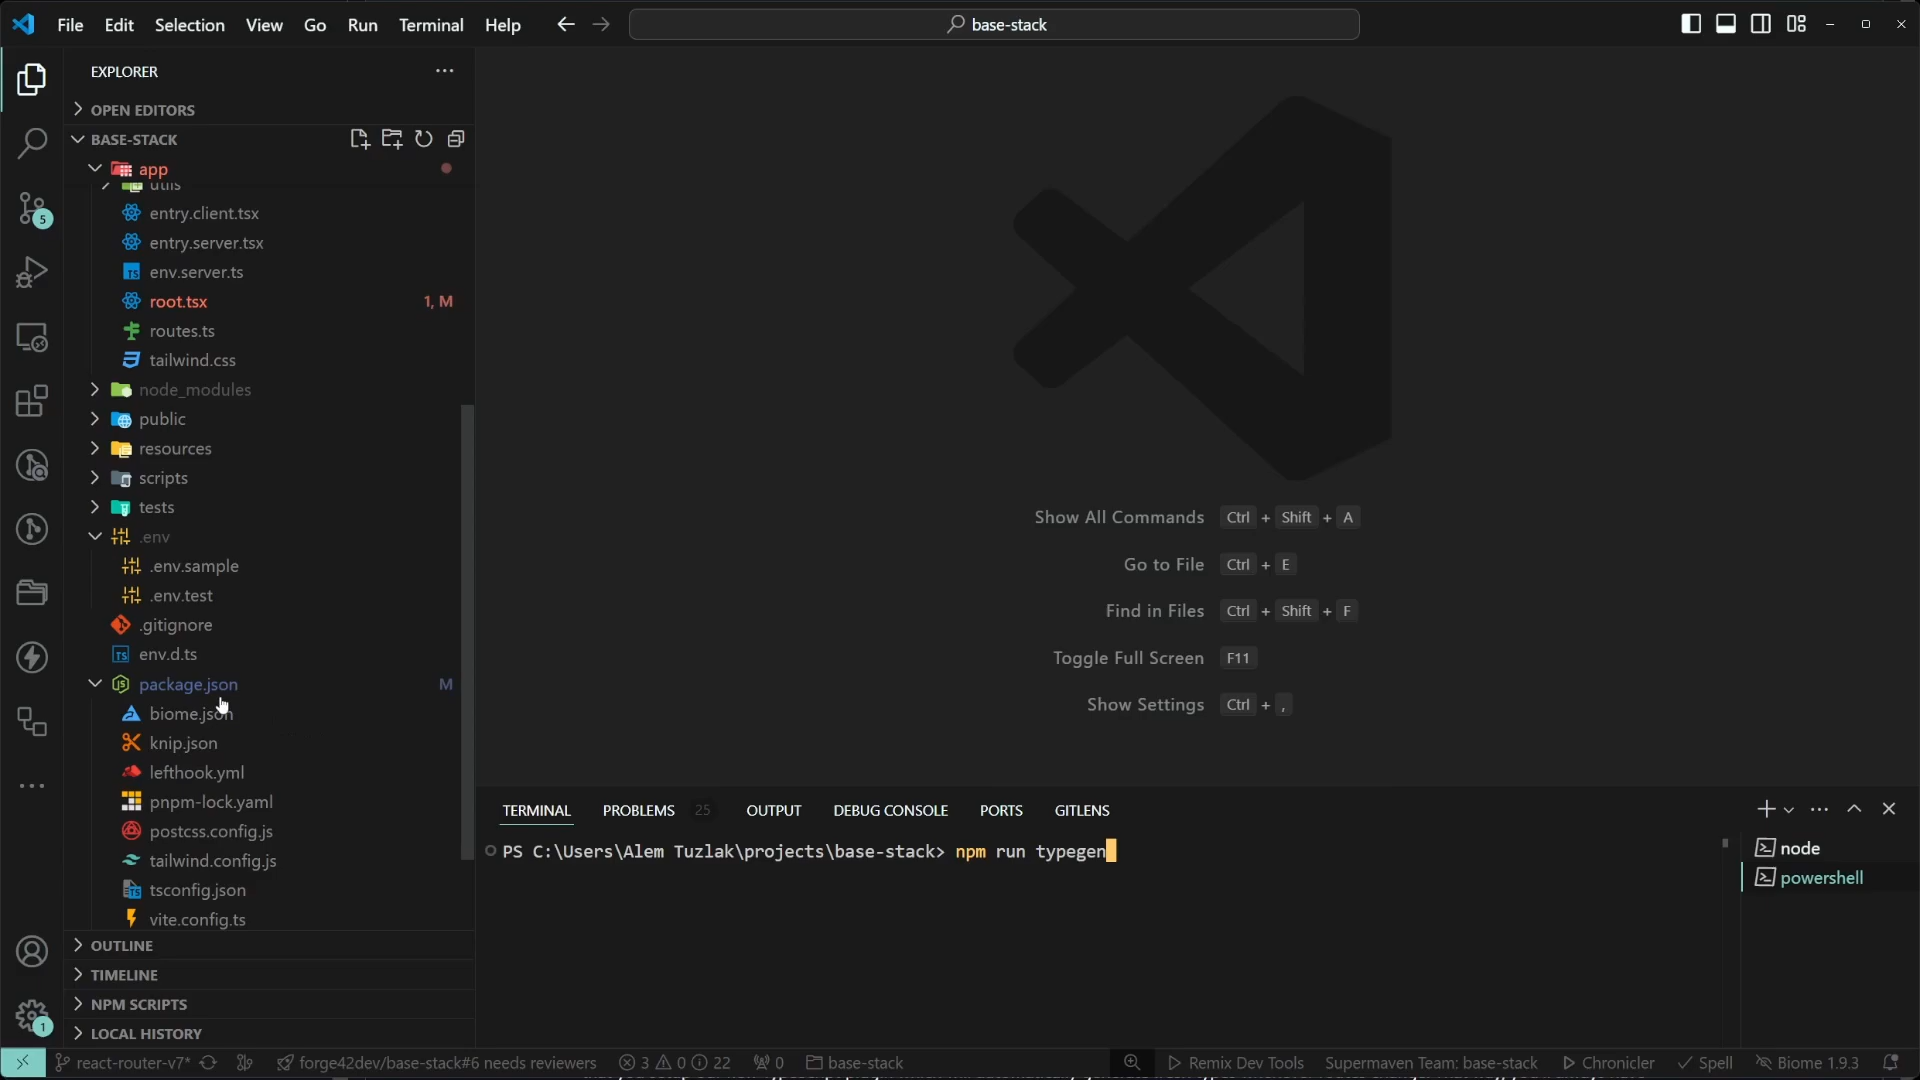 File Edit Selection View Go Run Terminal Help
base-stack
EXPLORER
OPEN EDITORS
BASE-STACK
app
utils
entry.client.tsx
entry.server.tsx
env.server.ts
root.tsx 1, M
routes.ts
tailwind.css
node_modules
public
resources
scripts
tests
.env
.env.sample
.env.test
.gitignore
env.d.ts
package.json M
biome.json
knip.json
lefthook.yml
pnpm-lock.yaml
postcss.config.js
tailwind.config.js
tsconfig.json
vite.config.ts
OUTLINE
TIMELINE
NPM SCRIPTS
LOCAL HISTORY
5
1
Show All Commands Ctrl + Shift + A
Go to File Ctrl + E
Find in Files Ctrl + Shift + F
Toggle Full Screen F11
Show Settings Ctrl + ,
TERMINAL PROBLEMS 25 OUTPUT DEBUG CONSOLE PORTS GITLENS
PS C:\Users\Alem Tuzlak\projects\base-stack> npm run typegen
node
powershell
react-router-v7* forge42dev/base-stack#6 needs reviewers 3 0 22 0 base-stack Remix Dev Tools Supermaven Team: base-stack Chronicler Spell Biome 1.9.3